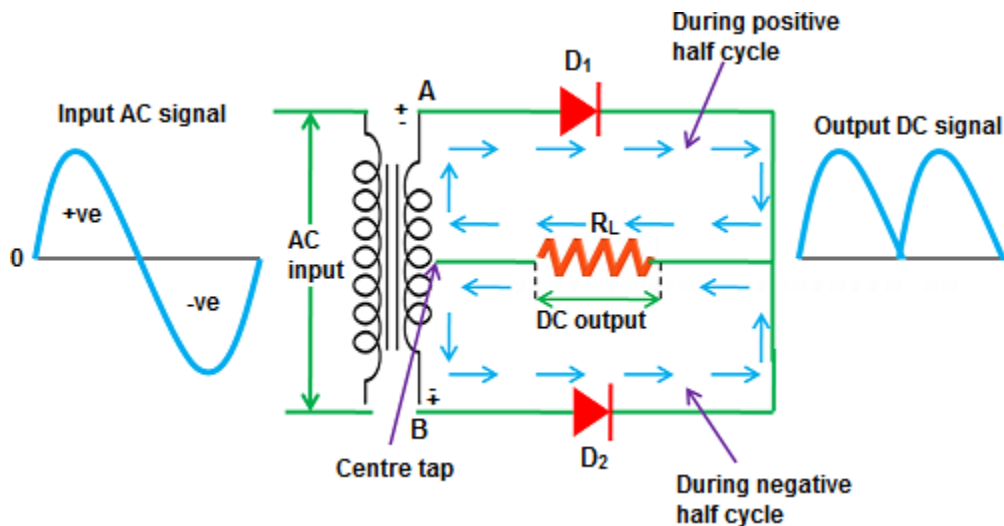 During positive
half cycle
D₁
A
+
-
Input AC signal
Output DC signal
+ve
0
-ve
AC
input
R_L
DC output
-
+
B
D₂
Centre tap
During negative
half cycle